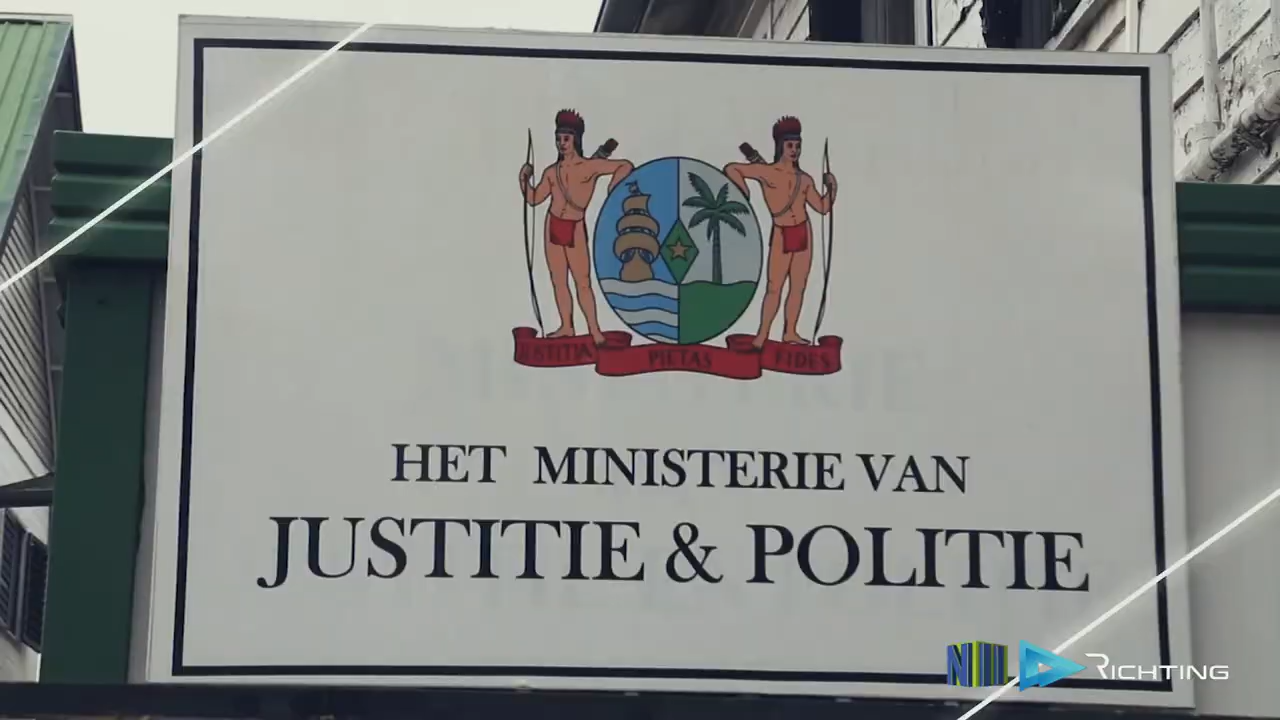 JUSTITIA PIETAS FIDES
HET MINISTERIE VAN
JUSTITIE & POLITIE
NII RICHTING